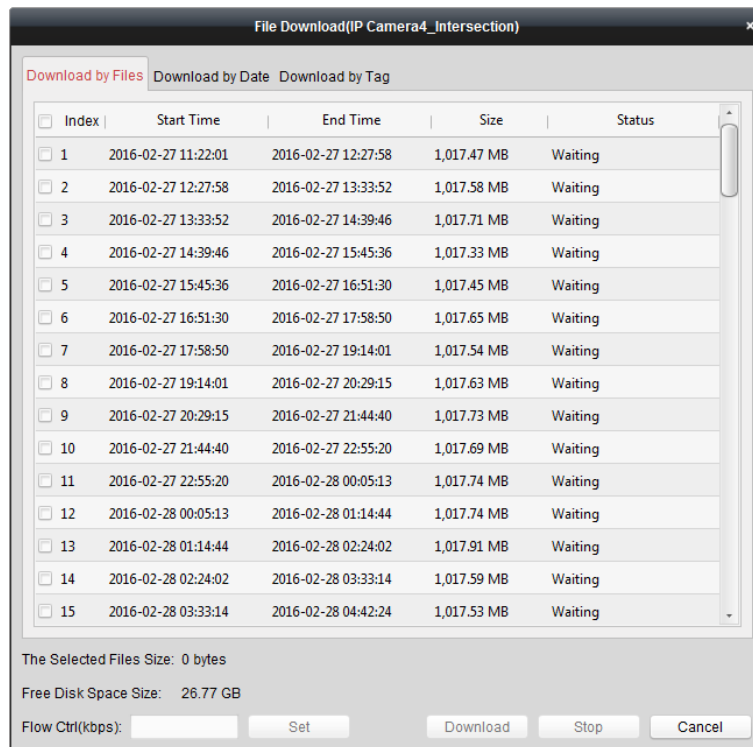 File Download(IP Camera4_Intersection) ×
Download by Files Download by Date Download by Tag
Index Start Time End Time Size Status
1 2016-02-27 11:22:01 2016-02-27 12:27:58 1,017.47 MB Waiting
2 2016-02-27 12:27:58 2016-02-27 13:33:52 1,017.58 MB Waiting
3 2016-02-27 13:33:52 2016-02-27 14:39:46 1,017.71 MB Waiting
4 2016-02-27 14:39:46 2016-02-27 15:45:36 1,017.33 MB Waiting
5 2016-02-27 15:45:36 2016-02-27 16:51:30 1,017.45 MB Waiting
6 2016-02-27 16:51:30 2016-02-27 17:58:50 1,017.65 MB Waiting
7 2016-02-27 17:58:50 2016-02-27 19:14:01 1,017.54 MB Waiting
8 2016-02-27 19:14:01 2016-02-27 20:29:15 1,017.63 MB Waiting
9 2016-02-27 20:29:15 2016-02-27 21:44:40 1,017.73 MB Waiting
10 2016-02-27 21:44:40 2016-02-27 22:55:20 1,017.69 MB Waiting
11 2016-02-27 22:55:20 2016-02-28 00:05:13 1,017.74 MB Waiting
12 2016-02-28 00:05:13 2016-02-28 01:14:44 1,017.74 MB Waiting
13 2016-02-28 01:14:44 2016-02-28 02:24:02 1,017.91 MB Waiting
14 2016-02-28 02:24:02 2016-02-28 03:33:14 1,017.59 MB Waiting
15 2016-02-28 03:33:14 2016-02-28 04:42:24 1,017.53 MB Waiting
The Selected Files Size: 0 bytes
Free Disk Space Size: 26.77 GB
Flow Ctrl(kbps): Set Download Stop Cancel